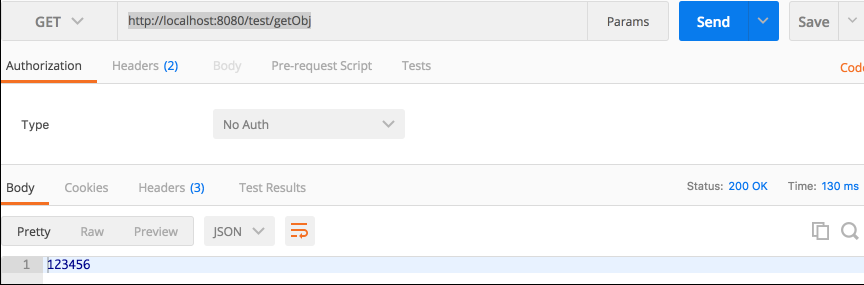 GET http://localhost:8080/test/getObj Params Send Save
Authorization Headers (2) Body Pre-request Script Tests Code
Type No Auth
Body Cookies Headers (3) Test Results Status: 200 OK Time: 130 ms
Pretty Raw Preview JSON
1 123456